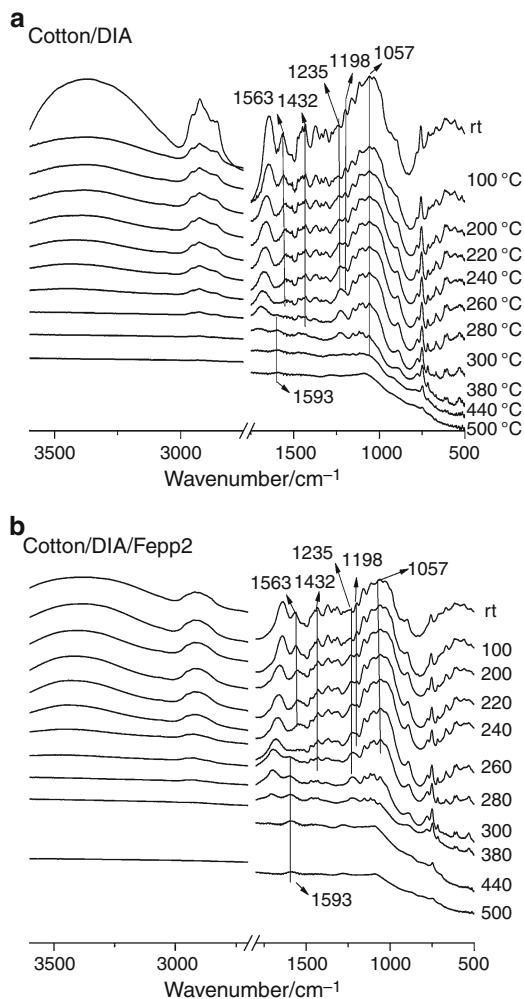 a
Cotton/DIA
1057
1198
1235
1563 1432
rt
100 °C
200 °C
220 °C
240 °C
260 °C
280 °C
300 °C
380 °C
440 °C
500 °C
1593
3500 3000 1500 1000 500
Wavenumber/cm–1
b
Cotton/DIA/Fepp2
1235
1198
1057
1563 1432
rt
100
200
220
240
260
280
300
380
440
500
1593
3500 3000 1500 1000 500
Wavenumber/cm–1